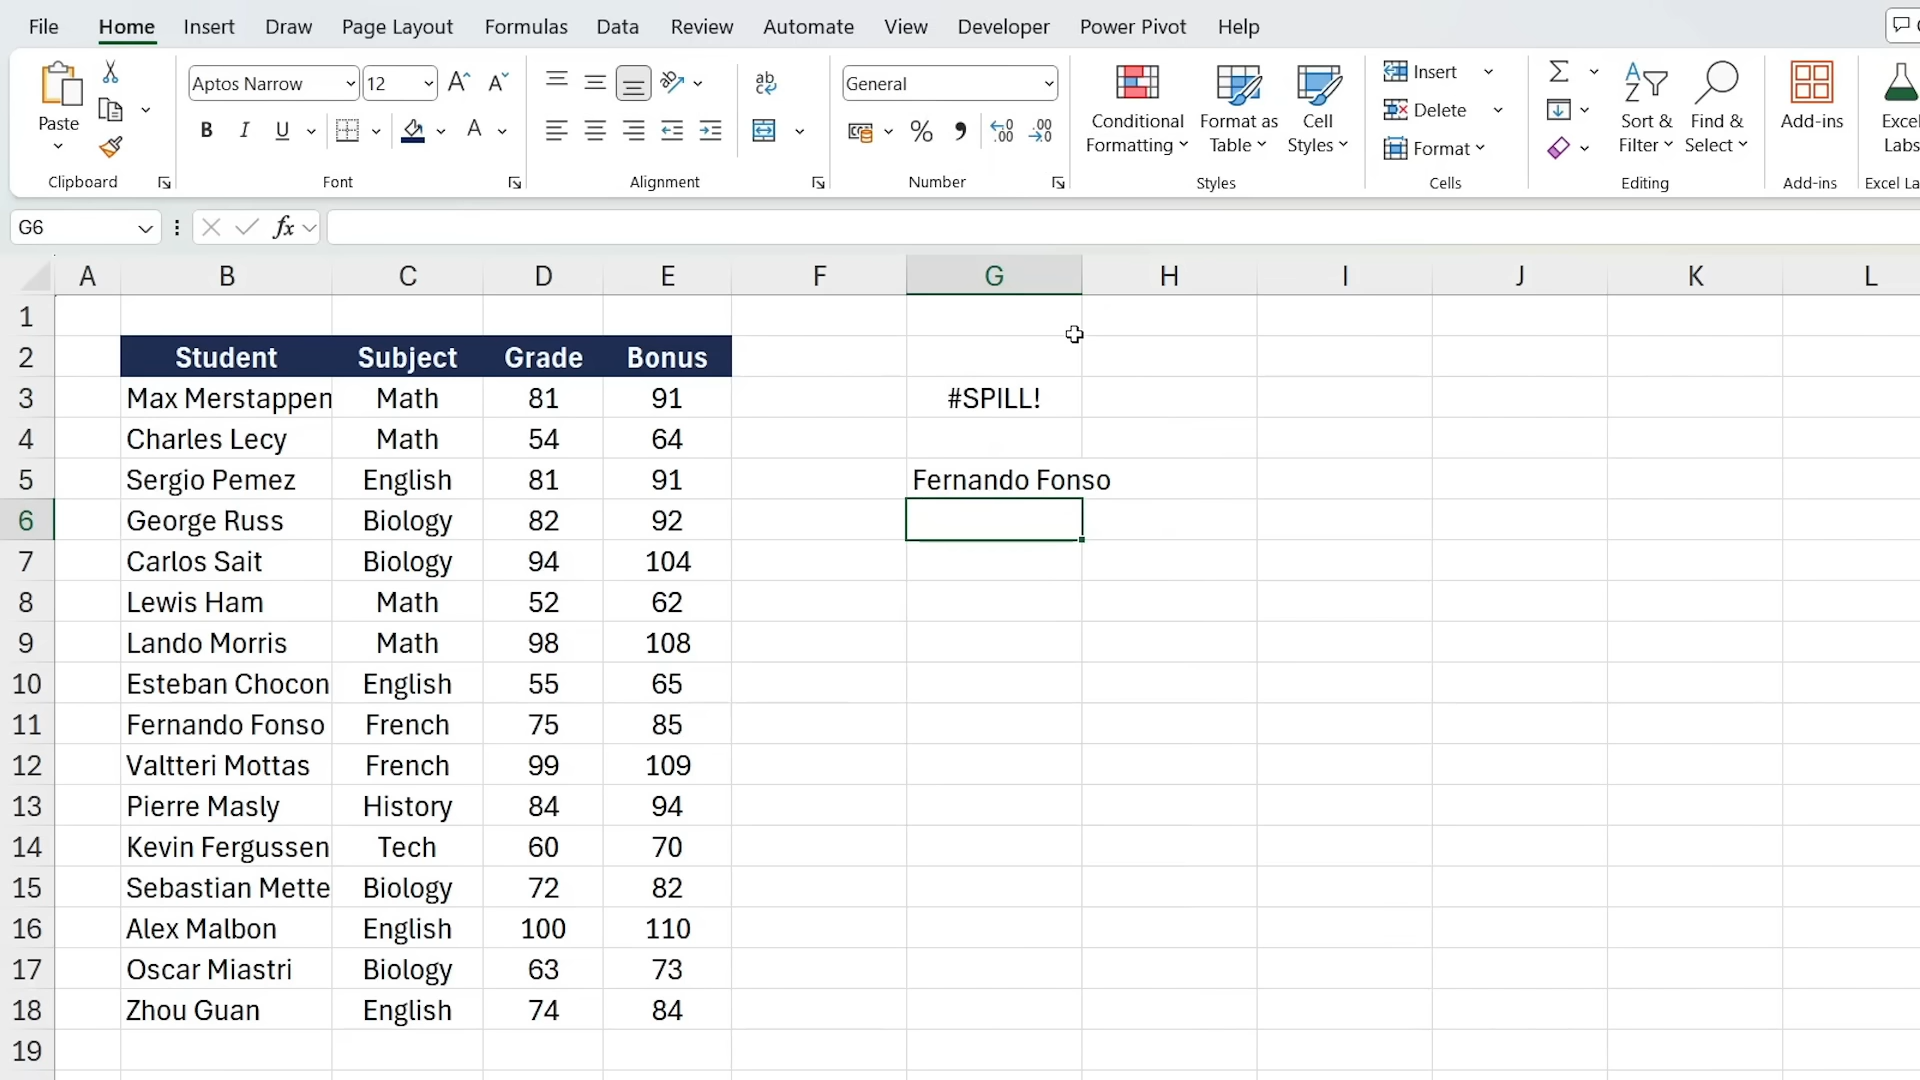 File Home Insert Draw Page Layout Formulas Data Review Automate View Developer Power Pivot Help
Aptos Narrow 12 General Insert
Paste Delete
Conditional Formatting Format as Table Cell Styles Format Sort & Filter Find & Select Add-ins Excel Labs
B I U A
Clipboard Font Alignment Number Styles Cells Editing Add-ins Excel La
G6 fx
A B C D E F G H I J K L
1
2 Student Subject Grade Bonus
3 Max Merstappen Math 81 91 #SPILL!
4 Charles Lecy Math 54 64
5 Sergio Pemez English 81 91 Fernando Fonso
6 George Russ Biology 82 92
7 Carlos Sait Biology 94 104
8 Lewis Ham Math 52 62
9 Lando Morris Math 98 108
10 Esteban Chocon English 55 65
11 Fernando Fonso French 75 85
12 Valtteri Mottas French 99 109
13 Pierre Masly History 84 94
14 Kevin Fergussen Tech 60 70
15 Sebastian Mette Biology 72 82
16 Alex Malbon English 100 110
17 Oscar Miastri Biology 63 73
18 Zhou Guan English 74 84
19